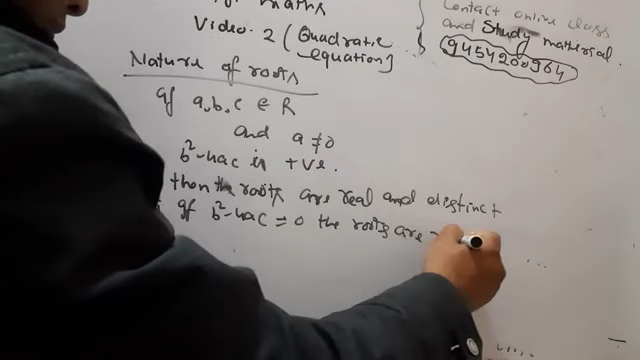 maths
Video-2 (Quadratic equation)
contact online class
and Study material.
9454200964
Nature of roots
If a,b,c ∈ R
and a ≠ 0
b²-4ac is +ve.
then the roots are real and distinct
If b²-4ac = 0 the roots are